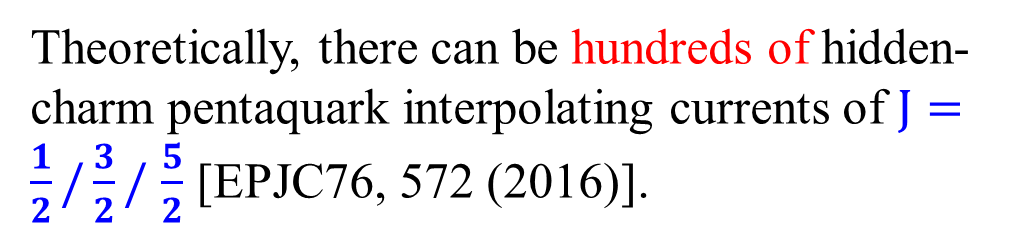 Theoretically, there can be hundreds of hidden-
charm pentaquark interpolating currents of J =
1/2 / 3/2 / 5/2 [EPJC76, 572 (2016)].